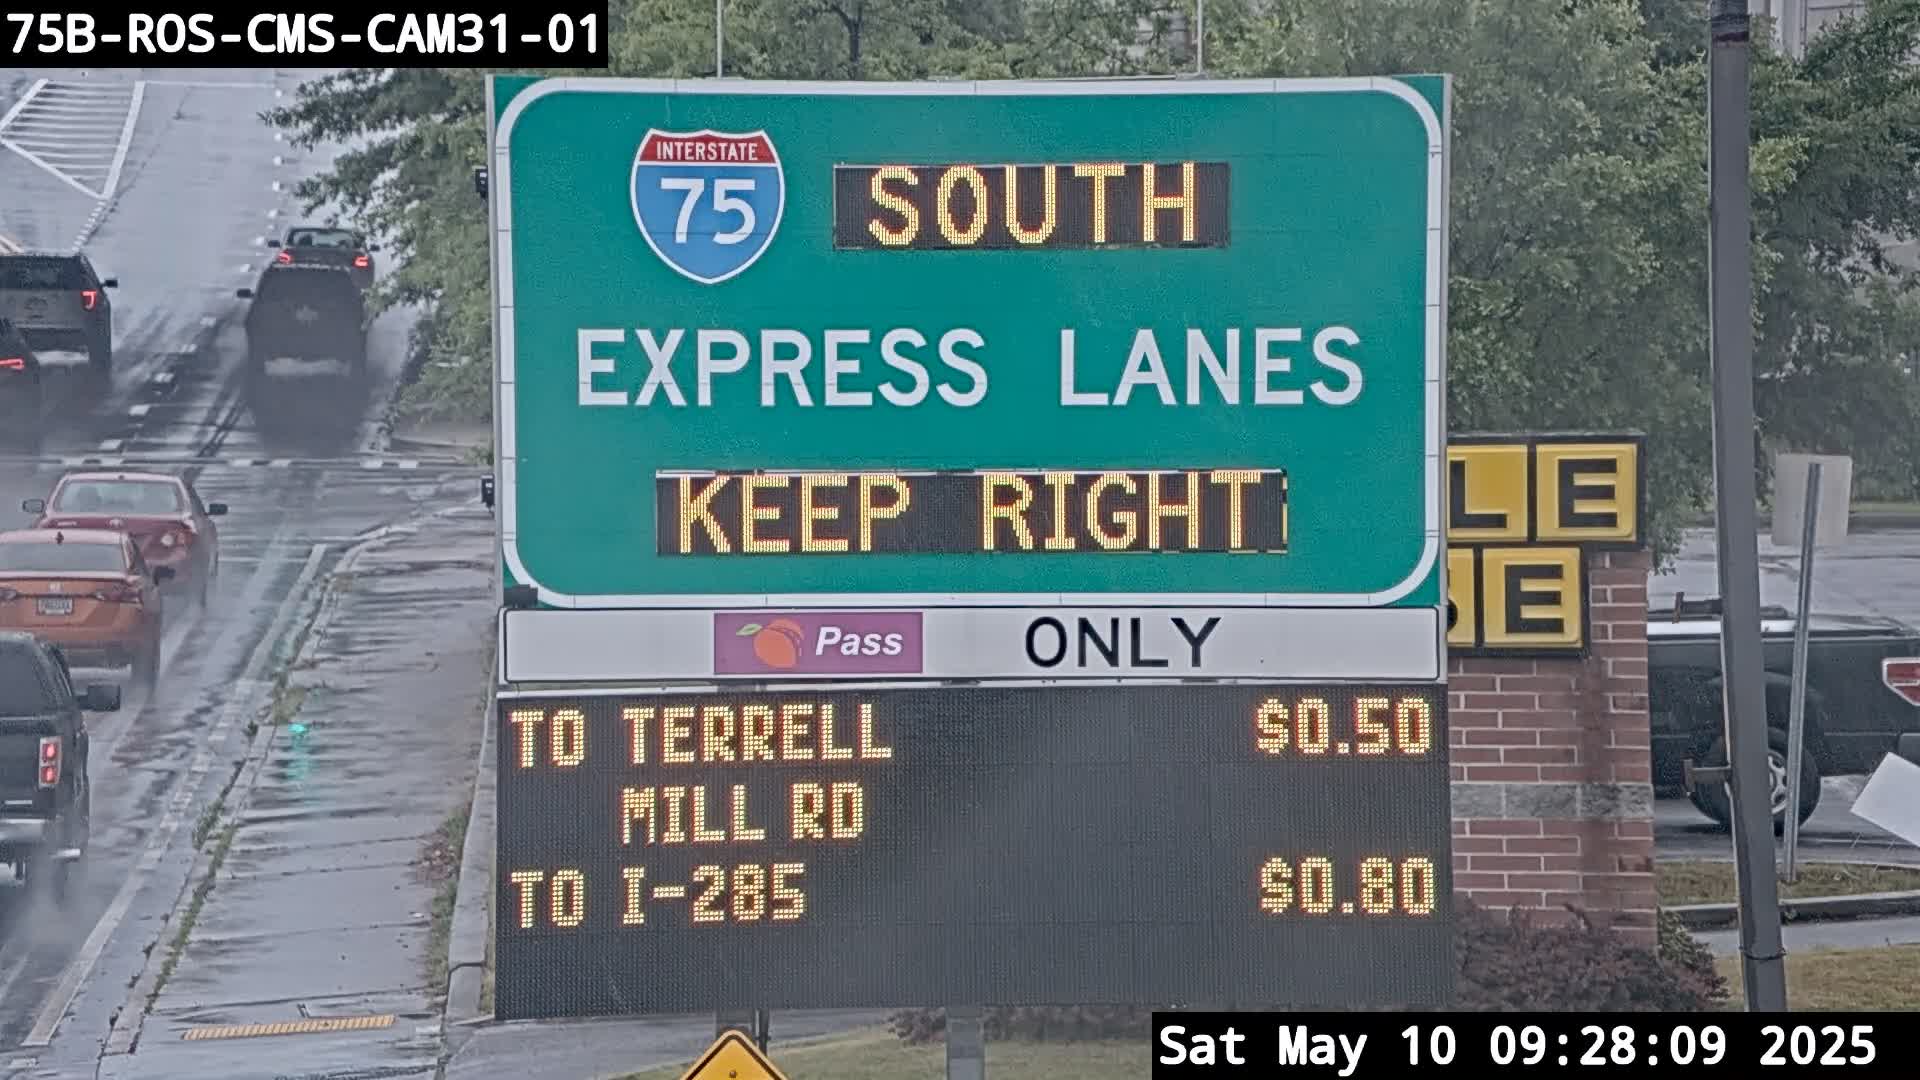 75B-ROS-CMS-CAM31-01
INTERSTATE
75
SOUTH
EXPRESS LANES
KEEP RIGHT
Pass ONLY
TO TERRELL $0.50
MILL RD
TO I-285 $0.80
LE
E
Sat May 10 09:28:09 2025